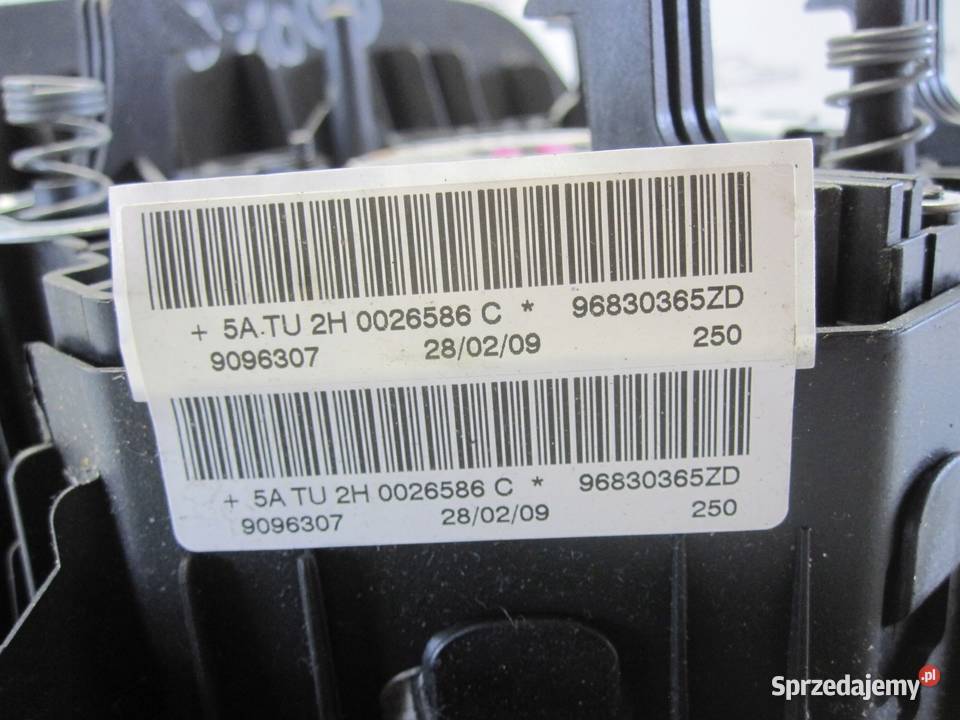 + 5A.TU 2H 0026586 C * 96830365ZD
9096307 28/02/09 250
+ 5A TU 2H 0026586 C * 96830365ZD
9096307 28/02/09 250
Sprzedajemy.pl